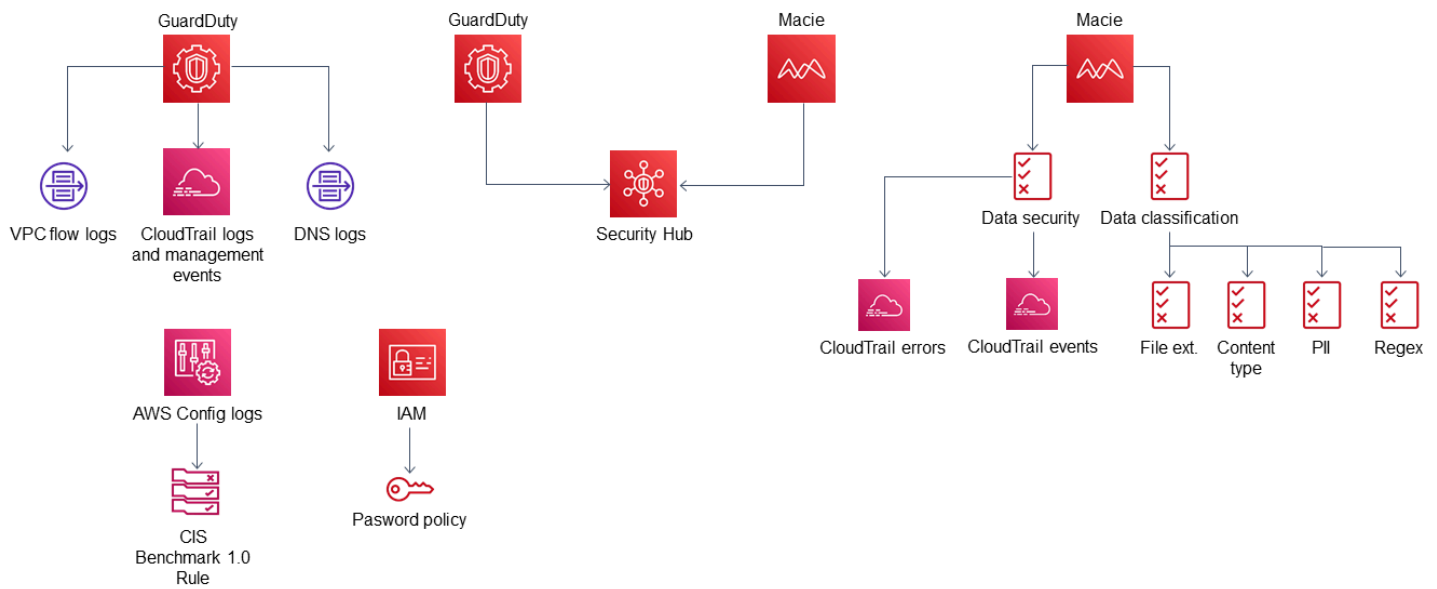 GuardDuty
GuardDuty
Macie
Macie
VPC flow logs
CloudTrail logs
and management
events
DNS logs
Security Hub
Data security
Data classification
CloudTrail errors
CloudTrail events
File ext.
Content
type
PII
Regex
AWS Config logs
IAM
CIS
Benchmark 1.0
Rule
Pasword policy